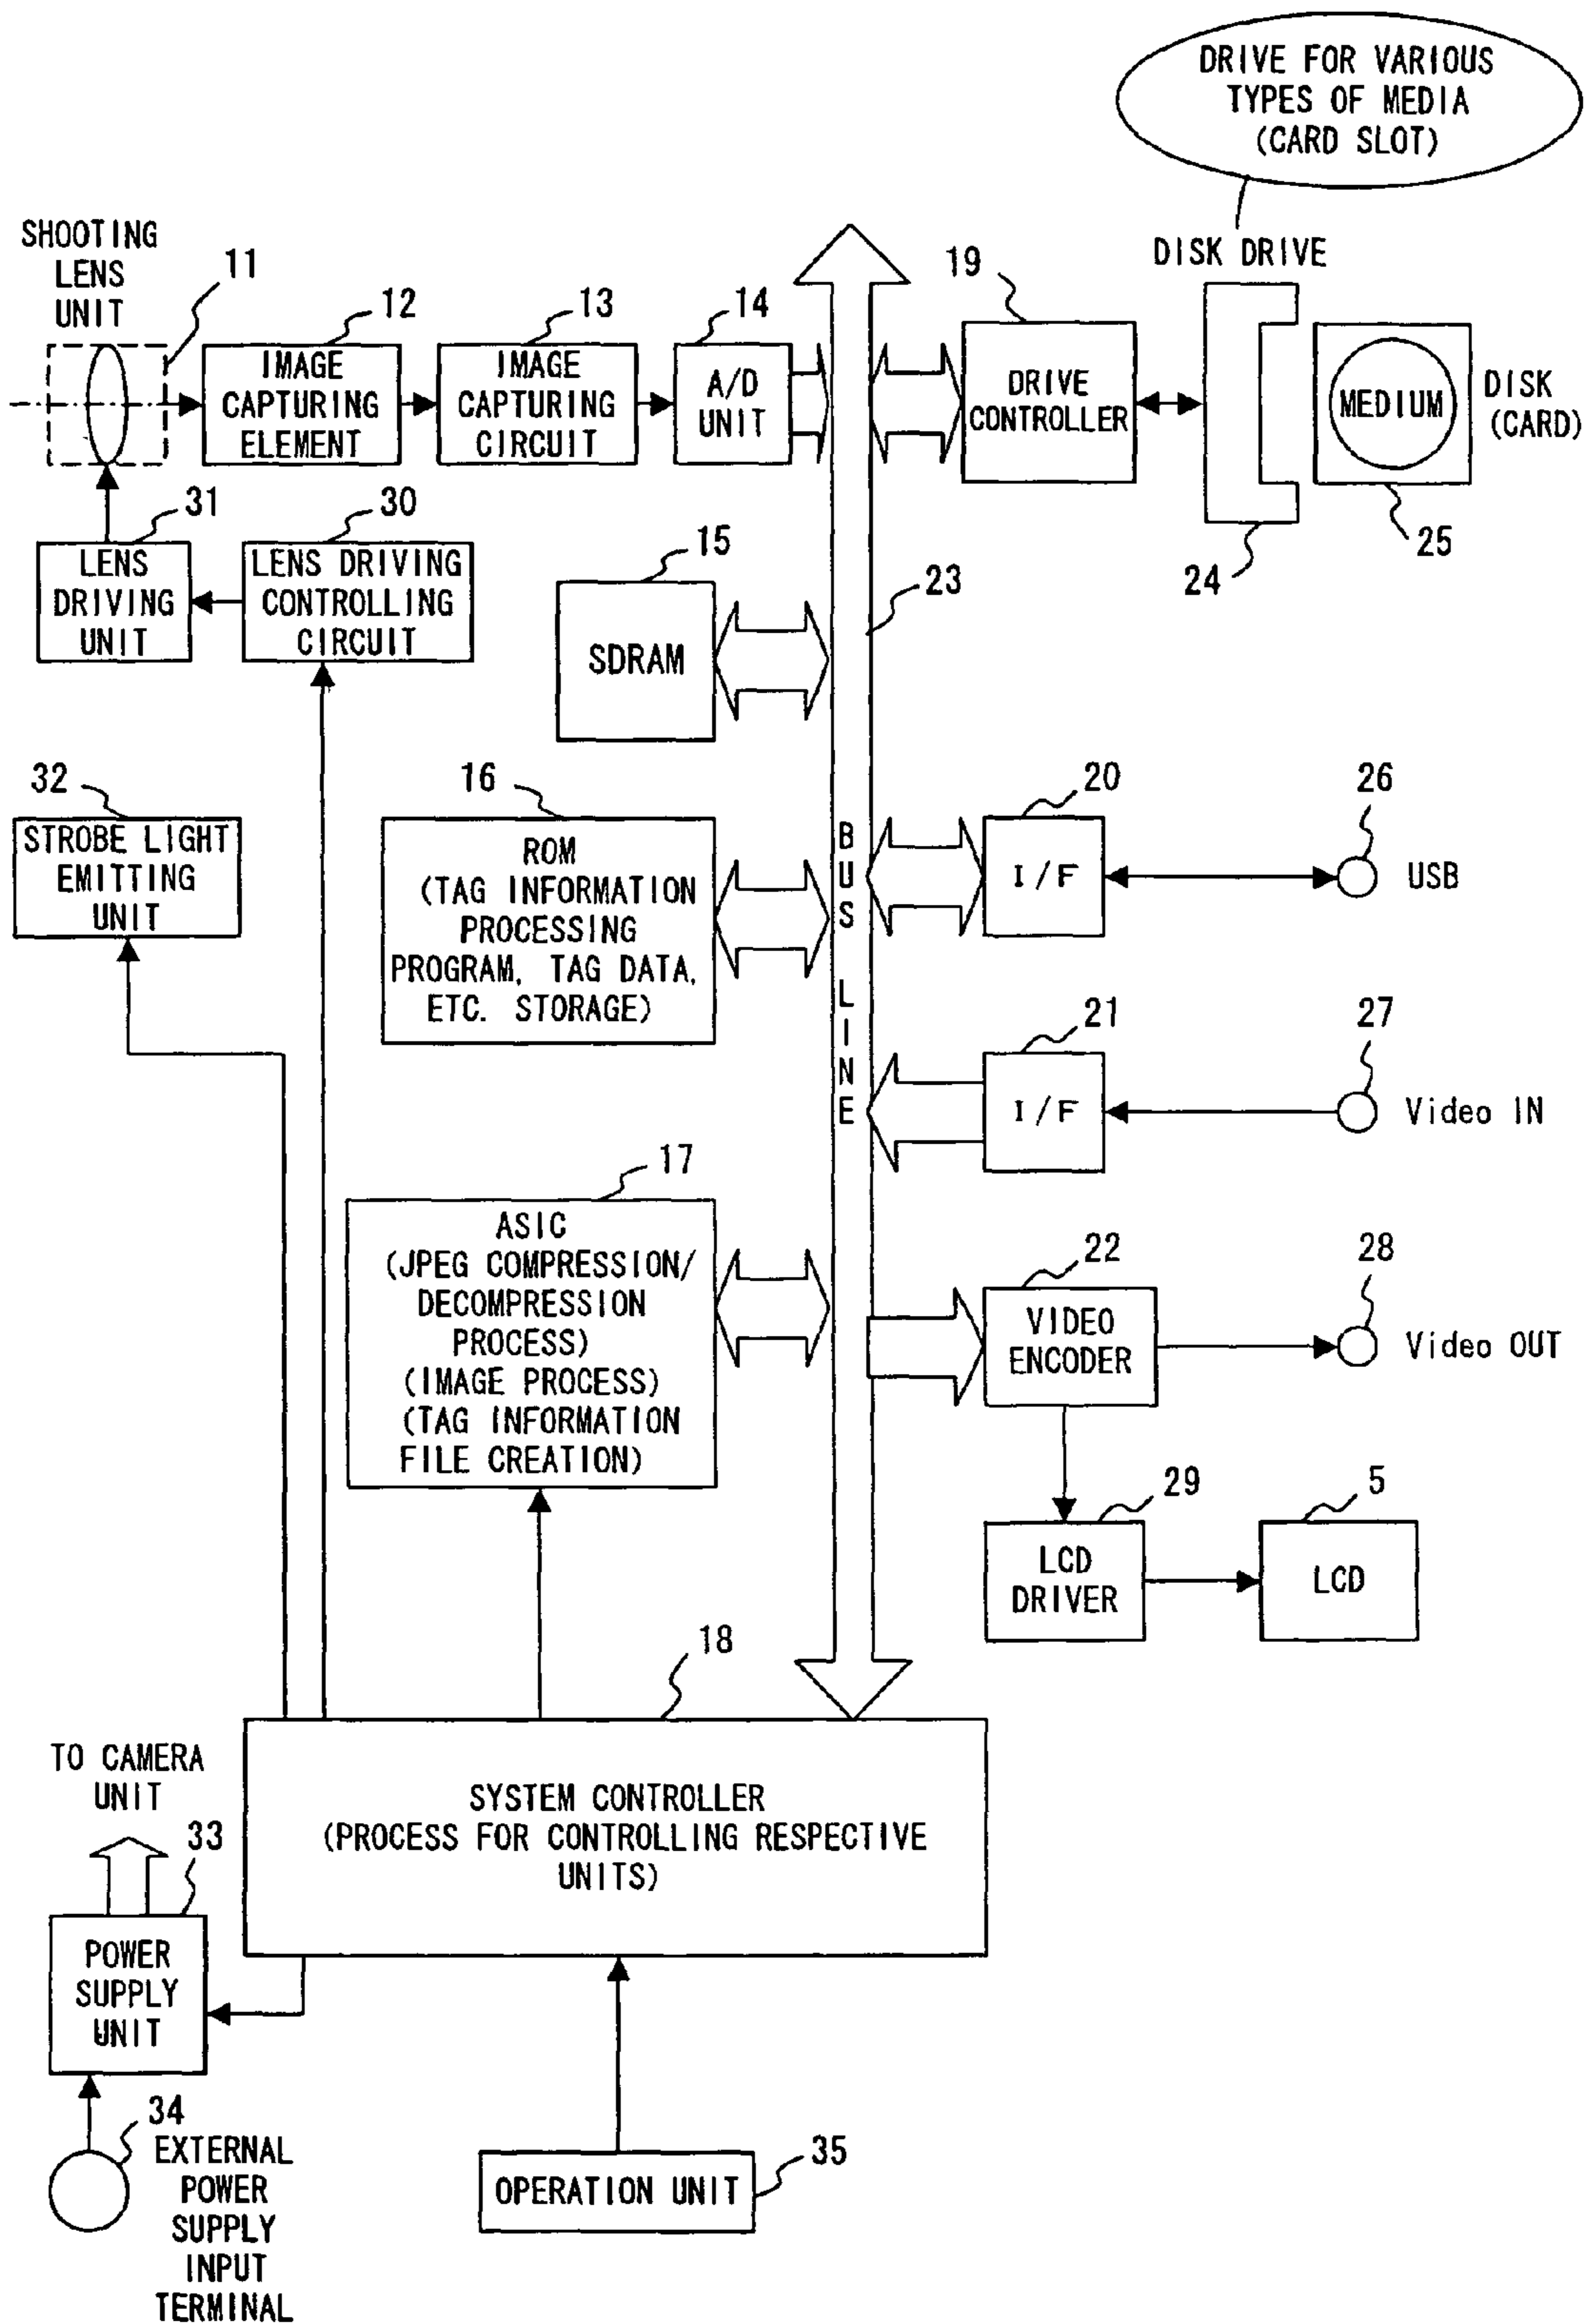 DRIVE FOR VARIOUS
TYPES OF MEDIA
(CARD SLOT)
SHOOTING
LENS
UNIT
11
12
13
14
19
DISK DRIVE
IMAGE
CAPTURING
ELEMENT
IMAGE
CAPTURING
CIRCUIT
A/D
UNIT
DRIVE
CONTROLLER
MEDIUM
DISK
(CARD)
31
30
15
23
24
25
LENS
DRIVING
UNIT
LENS DRIVING
CONTROLLING
CIRCUIT
SDRAM
32
16
20
26
STROBE LIGHT
EMITTING
UNIT
ROM
(TAG INFORMATION
PROCESSING
PROGRAM, TAG DATA,
ETC. STORAGE)
BUS LINE
I/F
USB
21
27
I/F
Video IN
17
ASIC
(JPEG COMPRESSION/
DECOMPRESSION
PROCESS)
(IMAGE PROCESS)
(TAG INFORMATION
FILE CREATION)
22
28
VIDEO
ENCODER
Video OUT
29
5
LCD
DRIVER
LCD
18
SYSTEM CONTROLLER
(PROCESS FOR CONTROLLING RESPECTIVE
UNITS)
TO CAMERA
UNIT
33
POWER
SUPPLY
UNIT
34
EXTERNAL
POWER
SUPPLY
INPUT
TERMINAL
35
OPERATION UNIT